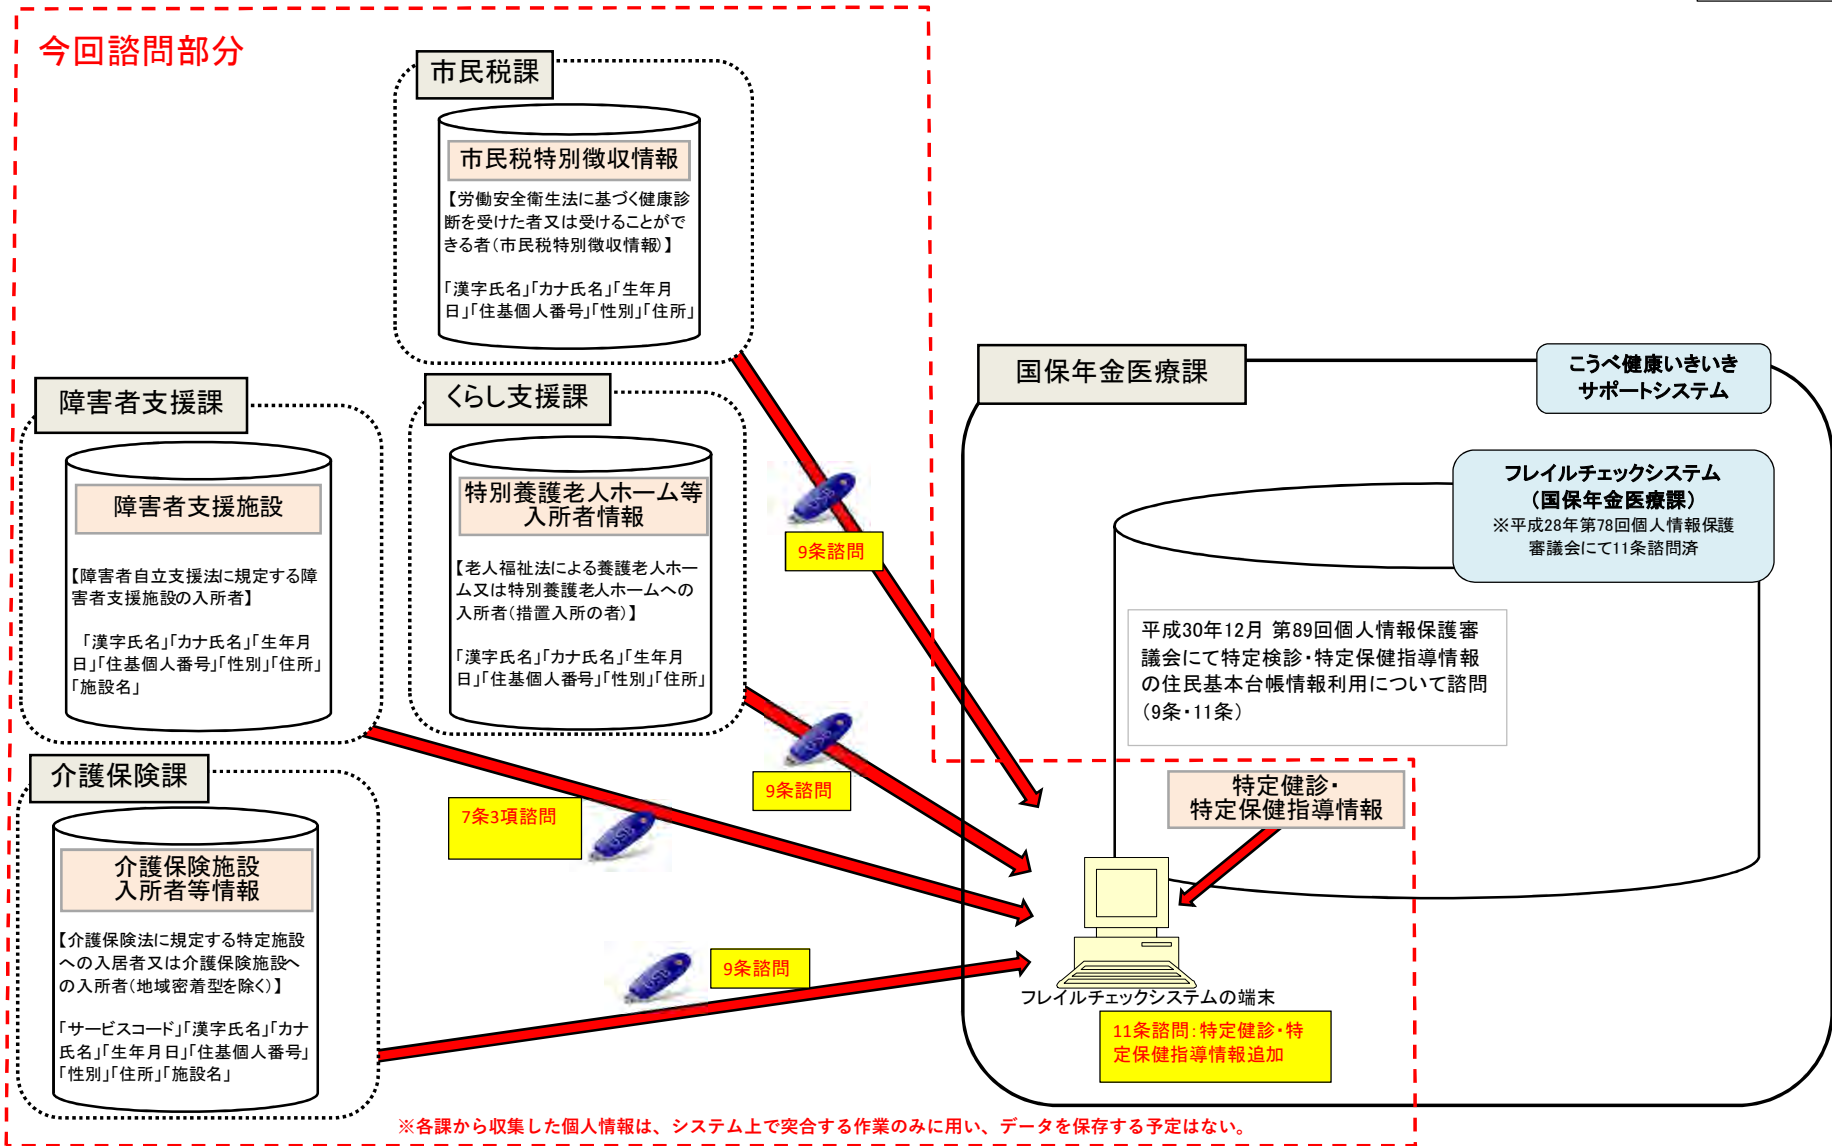 今回諮問部分
市民税課
市民税特別徴収情報
【労働安全衛生法に基づく健康診
断を受けた者又は受けることがで
きる者(市民税特別徴収情報)】
「漢字氏名」「カナ氏名」「生年月
日」「住基個人番号」「性別」「住所」
障害者支援課
障害者支援施設
【障害者自立支援法に規定する障
害者支援施設の入所者】
「漢字氏名」「カナ氏名」「生年月
日」「住基個人番号」「性別」「住所」
「施設名」
くらし支援課
特別養護老人ホーム等
入所者情報
【老人福祉法による養護老人ホー
ム又は特別養護老人ホームへの
入所者(措置入所の者)】
「漢字氏名」「カナ氏名」「生年月
日」「住基個人番号」「性別」「住所」
介護保険課
介護保険施設
入所者等情報
【介護保険法に規定する特定施設
への入居者又は介護保険施設へ
の入所者(地域密着型を除く)】
「サービスコード」「漢字氏名」「カナ
氏名」「生年月日」「住基個人番号」
「性別」「住所」「施設名」
9条諮問
9条諮問
7条3項諮問
9条諮問
国保年金医療課
こうべ健康いきいき
サポートシステム
フレイルチェックシステム
(国保年金医療課)
※平成28年第78回個人情報保護
審議会にて11条諮問済
平成30年12月 第89回個人情報保護審
議会にて特定検診・特定保健指導情報
の住民基本台帳情報利用について諮問
(9条・11条)
特定健診・
特定保健指導情報
フレイルチェックシステムの端末
11条諮問:特定健診・特
定保健指導情報追加
※各課から収集した個人情報は、システム上で突合する作業のみに用い、データを保存する予定はない。